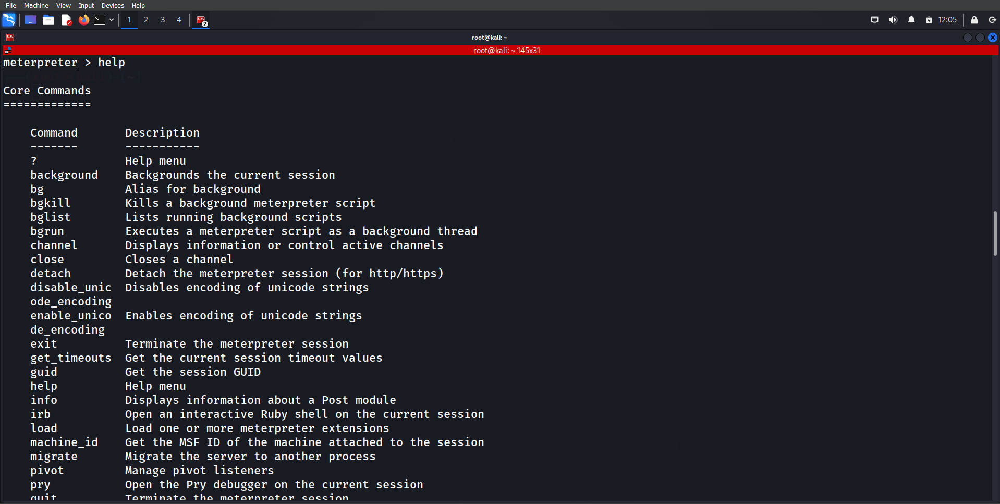 File Machine View Input Devices Help
1 2 3 4 2 12:05
root@kali: ~
root@kali: ~ 145x31
meterpreter > help
Core Commands
=============
Command Description
------- -----------
? Help menu
background Backgrounds the current session
bg Alias for background
bgkill Kills a background meterpreter script
bglist Lists running background scripts
bgrun Executes a meterpreter script as a background thread
channel Displays information or control active channels
close Closes a channel
detach Detach the meterpreter session (for http/https)
disable_unic Disables encoding of unicode strings
ode_encoding
enable_unico Enables encoding of unicode strings
de_encoding
exit Terminate the meterpreter session
get_timeouts Get the current session timeout values
guid Get the session GUID
help Help menu
info Displays information about a Post module
irb Open an interactive Ruby shell on the current session
load Load one or more meterpreter extensions
machine_id Get the MSF ID of the machine attached to the session
migrate Migrate the server to another process
pivot Manage pivot listeners
pry Open the Pry debugger on the current session
quit Terminate the meterpreter session